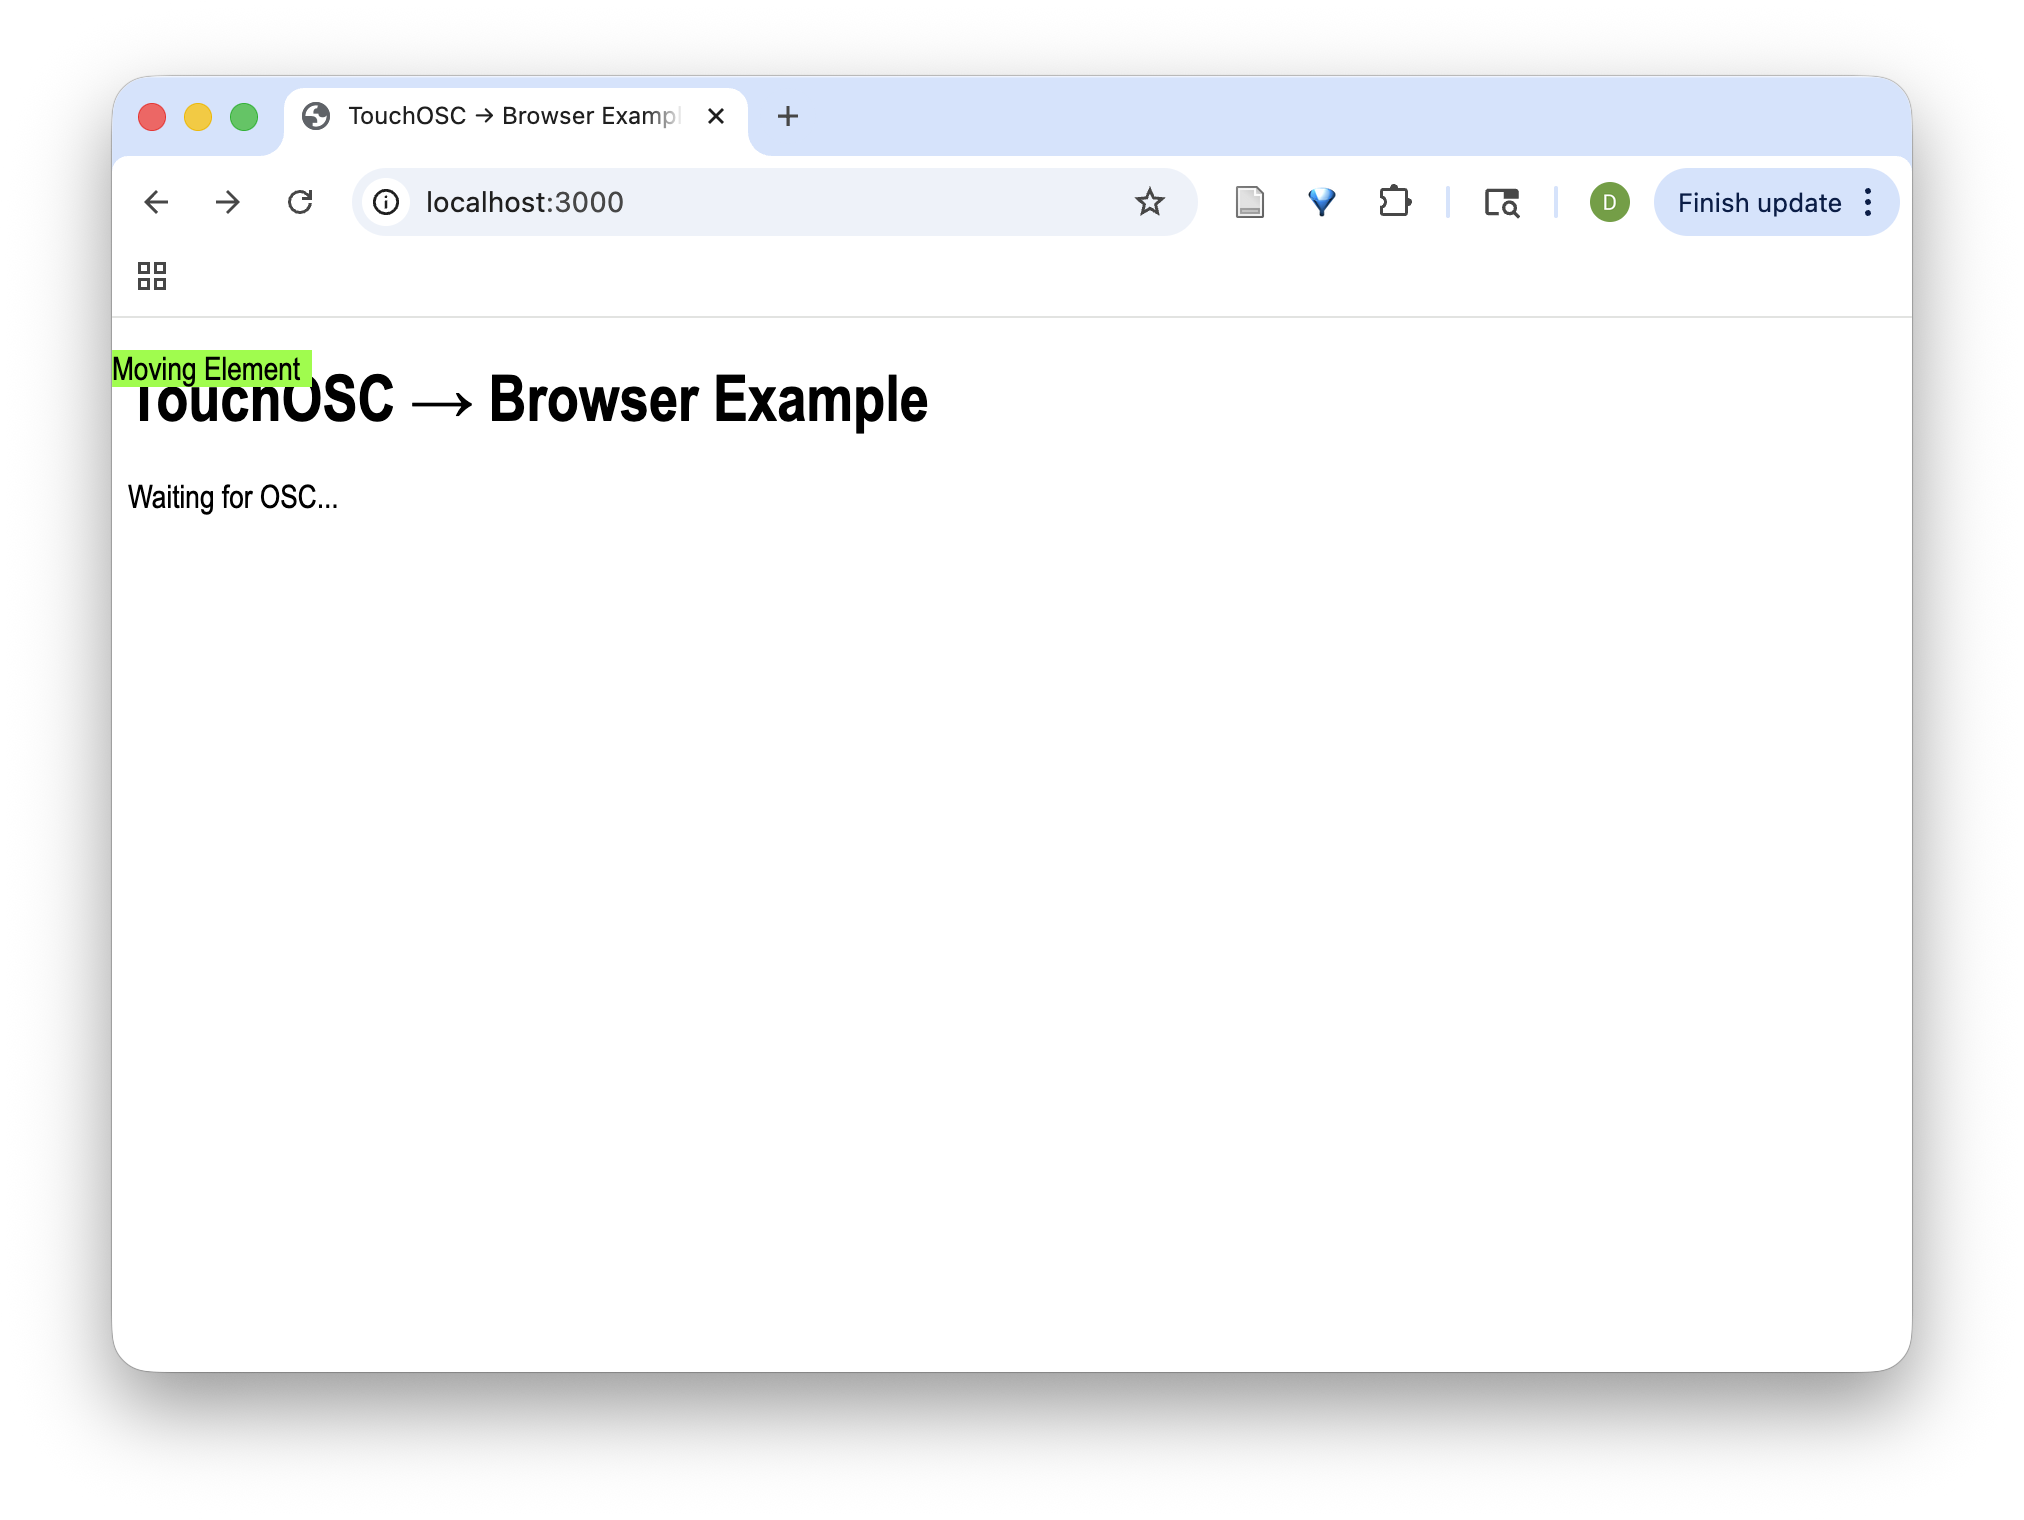 TouchOSC → Browser Exampl
localhost:3000
D
Finish update
Moving Element
TouchOSC → Browser Example
Waiting for OSC...